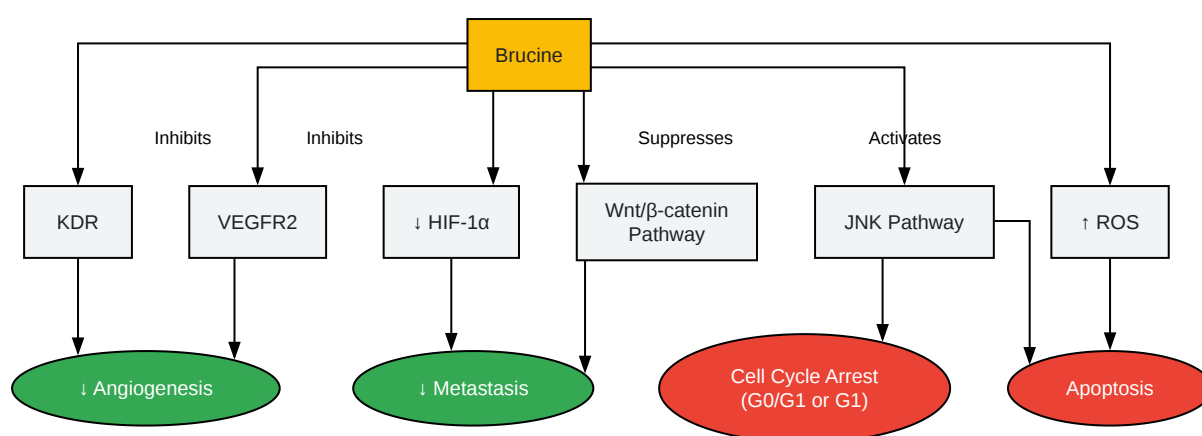 Brucine
Inhibits
Inhibits
Suppresses
Activates
KDR
VEGFR2
↓ HIF-1α
Wnt/β-catenin
Pathway
JNK Pathway
↑ ROS
↓ Angiogenesis
↓ Metastasis
Cell Cycle Arrest
(G0/G1 or G1)
Apoptosis